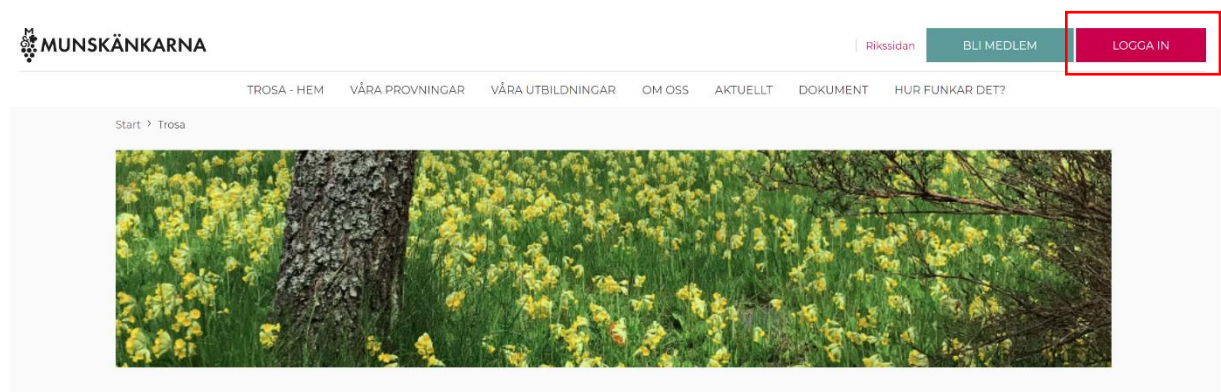 MUNSKÄNKARNA
Rikssidan BLI MEDLEM LOGGA IN
TROSA - HEM VÅRA PROVNINGAR VÅRA UTBILDNINGAR OM OSS AKTUELLT DOKUMENT HUR FUNKAR DET?
Start > Trosa